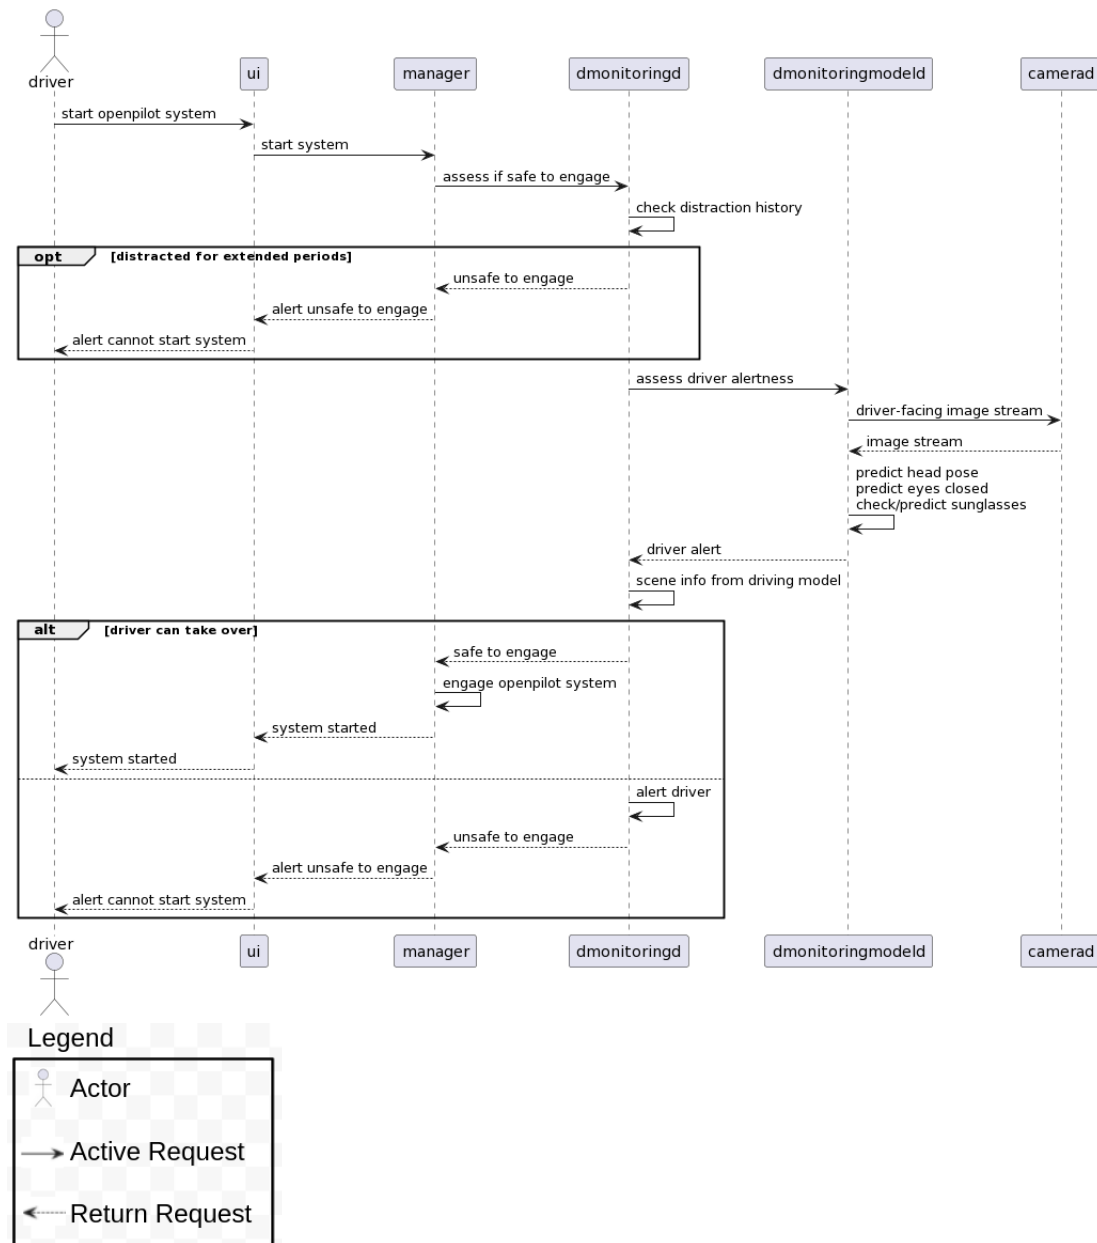 driver
ui
manager
dmonitoringd
dmonitoringmodeld
camerad
start openpilot system
start system
assess if safe to engage
check distraction history
opt
[distracted for extended periods]
unsafe to engage
alert unsafe to engage
alert cannot start system
assess driver alertness
driver-facing image stream
image stream
predict head pose
predict eyes closed
check/predict sunglasses
driver alert
scene info from driving model
alt
[driver can take over]
safe to engage
engage openpilot system
system started
system started
alert driver
unsafe to engage
alert unsafe to engage
alert cannot start system
driver
ui
manager
dmonitoringd
dmonitoringmodeld
camerad
Legend
Actor
Active Request
Return Request